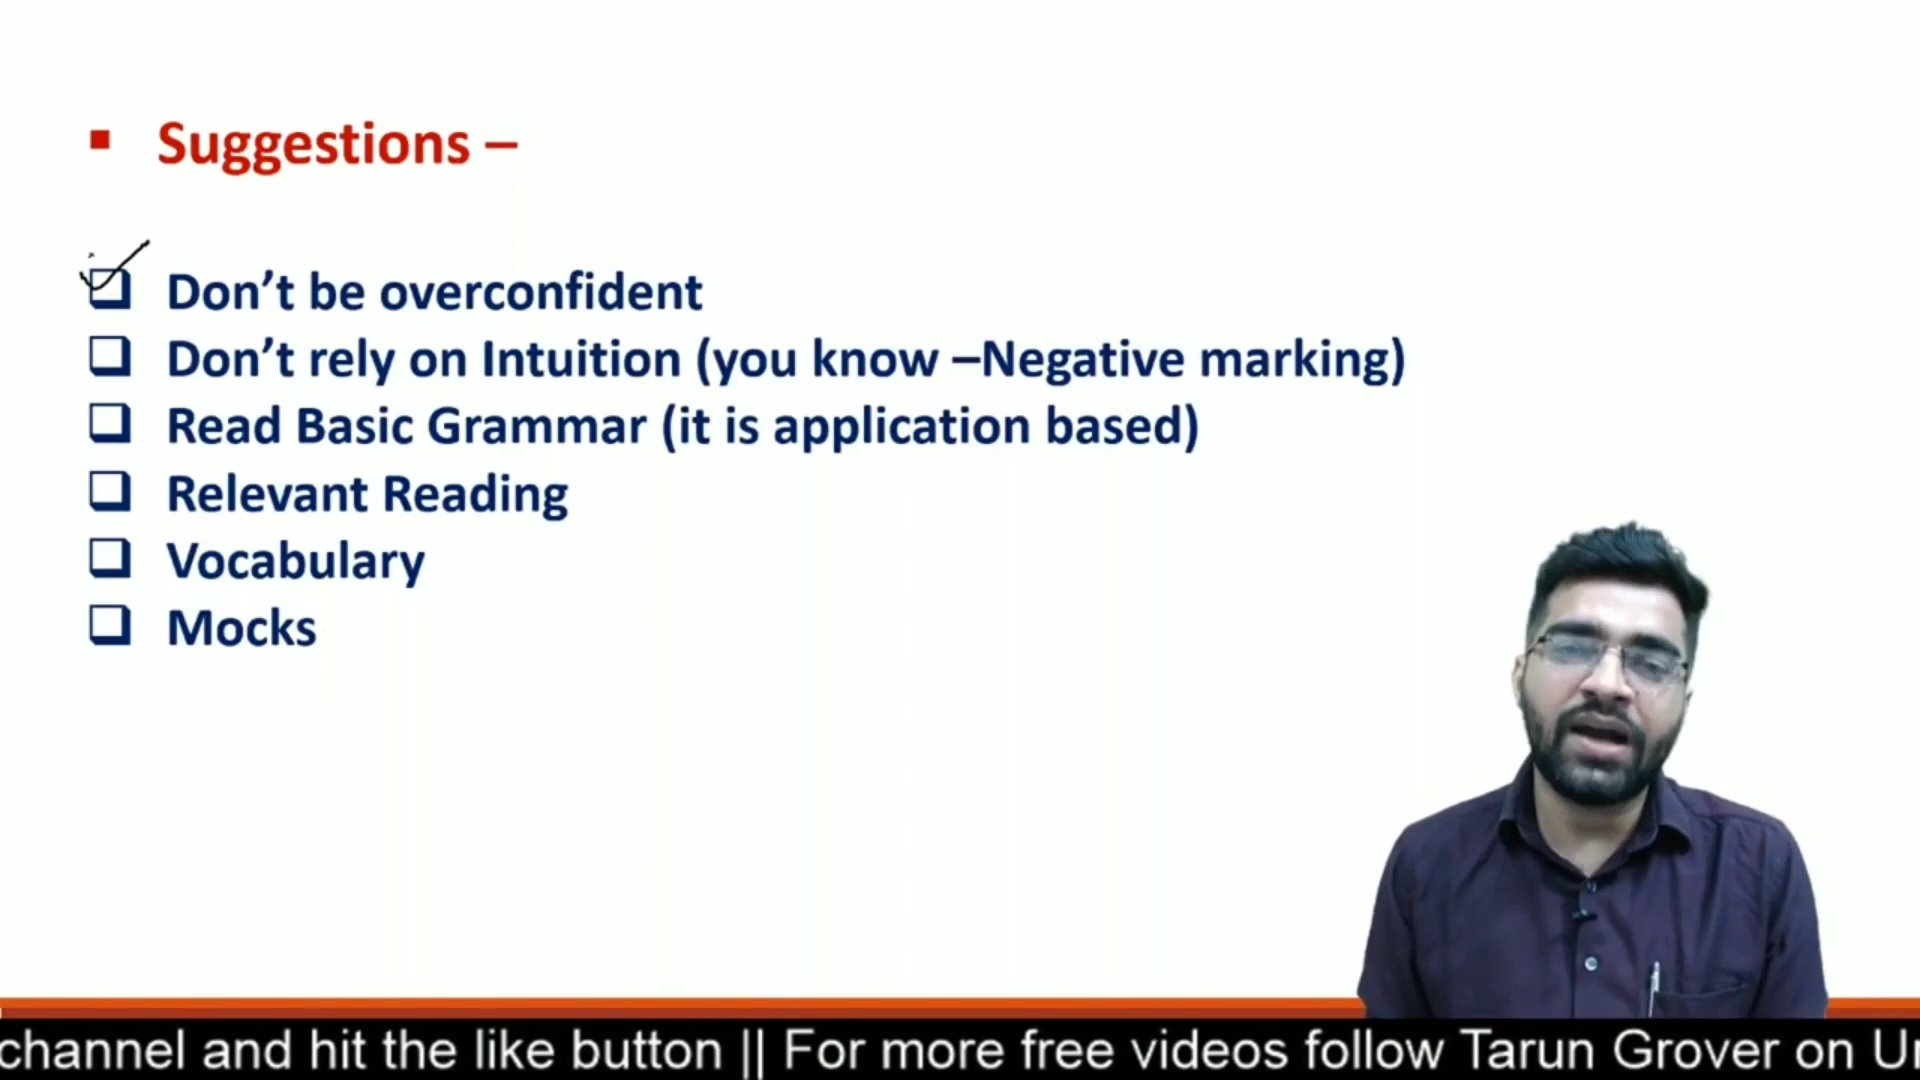 Suggestions –
Don’t be overconfident
Don’t rely on Intuition (you know –Negative marking)
Read Basic Grammar (it is application based)
Relevant Reading
Vocabulary
Mocks
channel and hit the like button || For more free videos follow Tarun Grover on